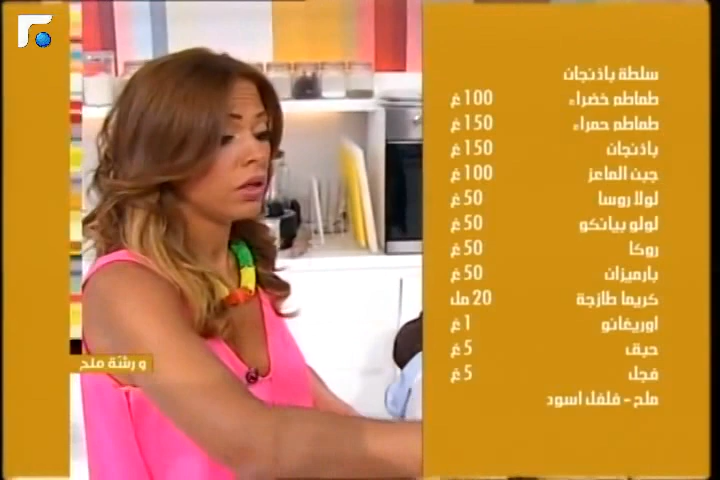 سلطة باذنجان
طماطم خضراء 100 غ
طماطم حمراء 150 غ
باذنجان 150 غ
جبن الماعز 100 غ
لولا روسا 50 غ
لولو بيانكو 50 غ
روكا 50 غ
بارميزان 50 غ
كريما طازجة 20 مل
اوريغانو 1 غ
حبق 5 غ
فجل 5 غ
ملح - فلفل اسود
و رشّة ملح